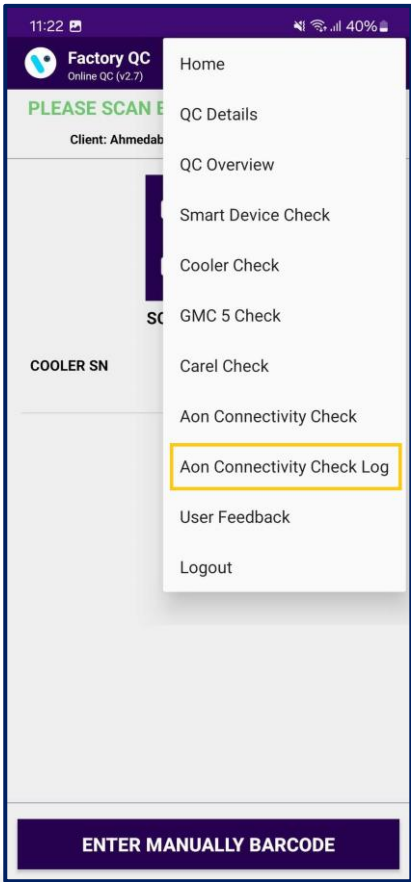 11:22 40%
Factory QC
Online QC (v2.7)
Home
PLEASE SCAN
QC Details
Client: Ahmedab
QC Overview
Smart Device Check
Cooler Check
SC
GMC 5 Check
COOLER SN
Carel Check
Aon Connectivity Check
Aon Connectivity Check Log
User Feedback
Logout
ENTER MANUALLY BARCODE